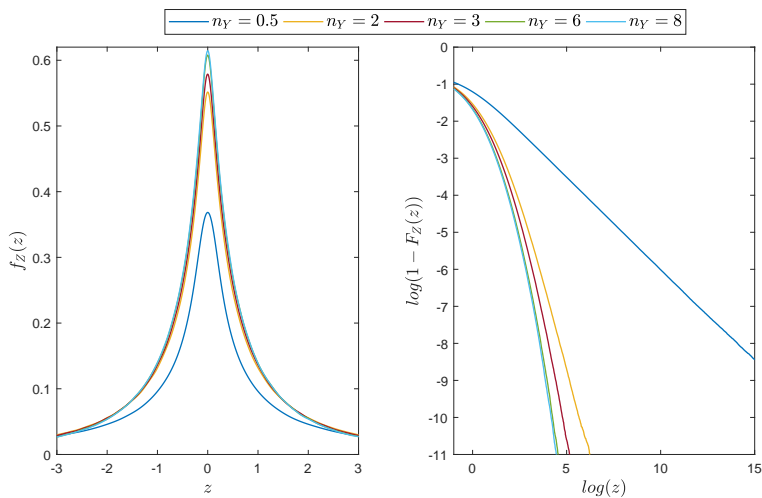 n_Y = 0.5 n_Y = 2 n_Y = 3 n_Y = 6 n_Y = 8
0.6
0.5
0.4
0.3
0.2
0.1
0
f_Z(z)
-3 -2 -1 0 1 2 3
z
0
-1
-2
-3
-4
-5
-6
-7
-8
-9
-10
-11
log(1 − F_Z(z))
0 5 10 15
log(z)